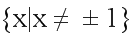 {x|x ≠ ± 1}